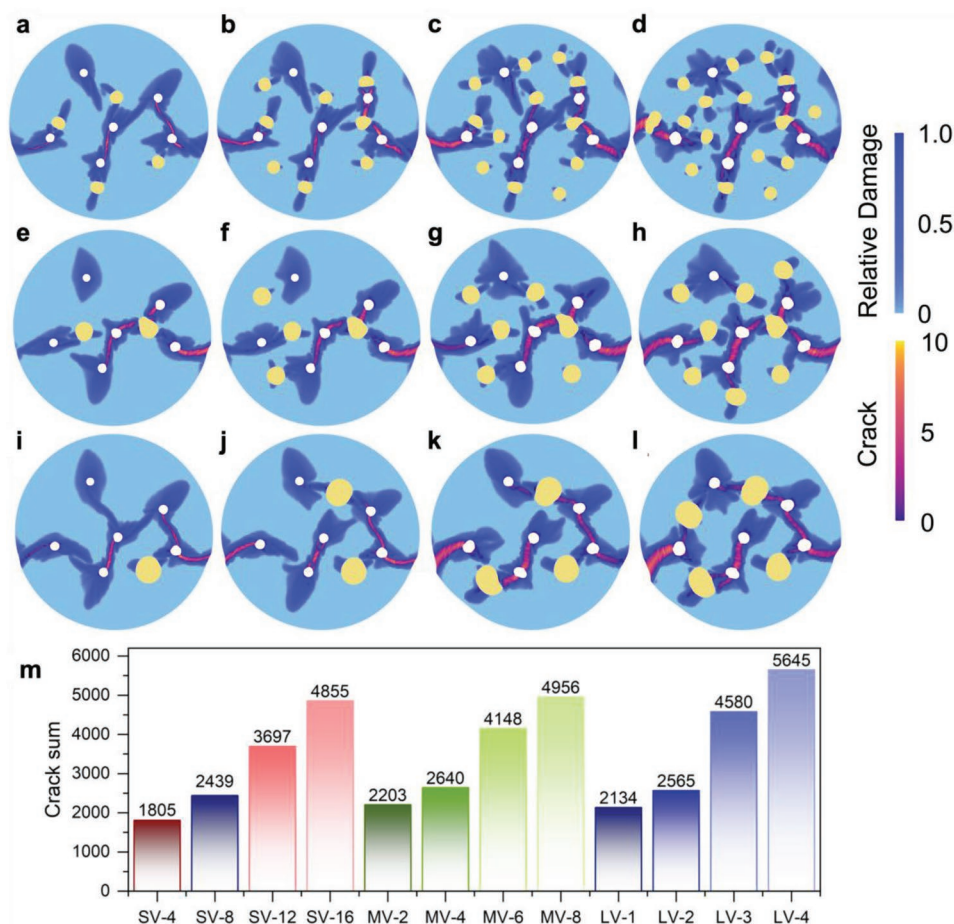 a
b
c
d
e
f
g
h
i
j
k
l
1.0
0.5
0
Relative Damage
10
5
0
Crack
m
Crack sum
6000
5000
4000
3000
2000
1000
0
1805
2439
3697
4855
2203
2640
4148
4956
2134
2565
4580
5645
SV-4 SV-8 SV-12 SV-16 MV-2 MV-4 MV-6 MV-8 LV-1 LV-2 LV-3 LV-4